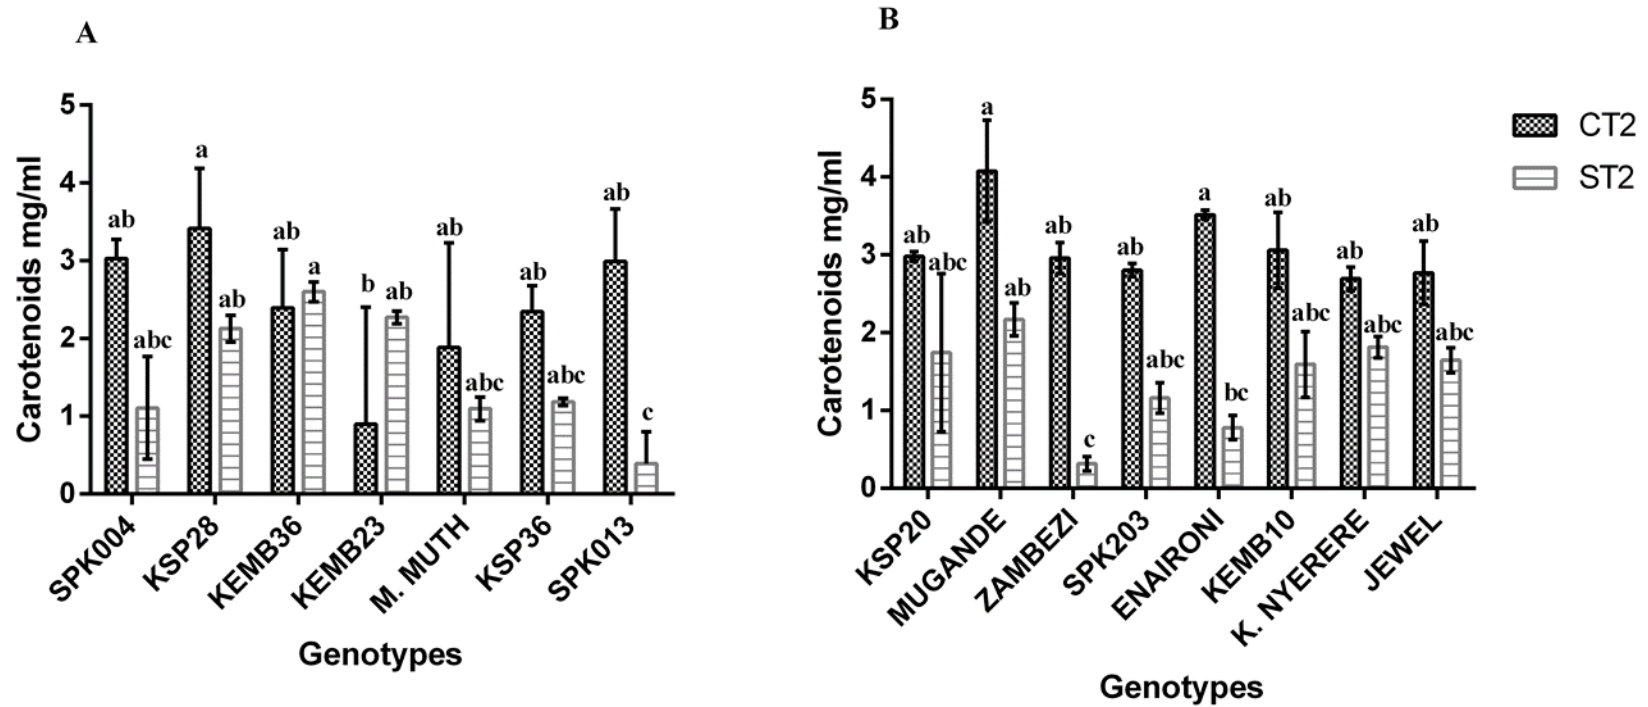 A
Carotenoids mg/ml
5
4
3
2
1
0
ab
abc
a
ab
ab
a
b
ab
ab
abc
ab
abc
ab
c
SPK004
KSP28
KEMB36
KEMB23
M. MUTH
KSP36
SPK013
Genotypes
B
Carotenoids mg/ml
5
4
3
2
1
0
ab
abc
a
ab
ab
c
ab
abc
a
bc
ab
abc
ab
abc
ab
abc
KSP20
MUGANDE
ZAMBEZI
SPK203
ENAIRONI
KEMB10
K. NYERERE
JEWEL
Genotypes
CT2
ST2